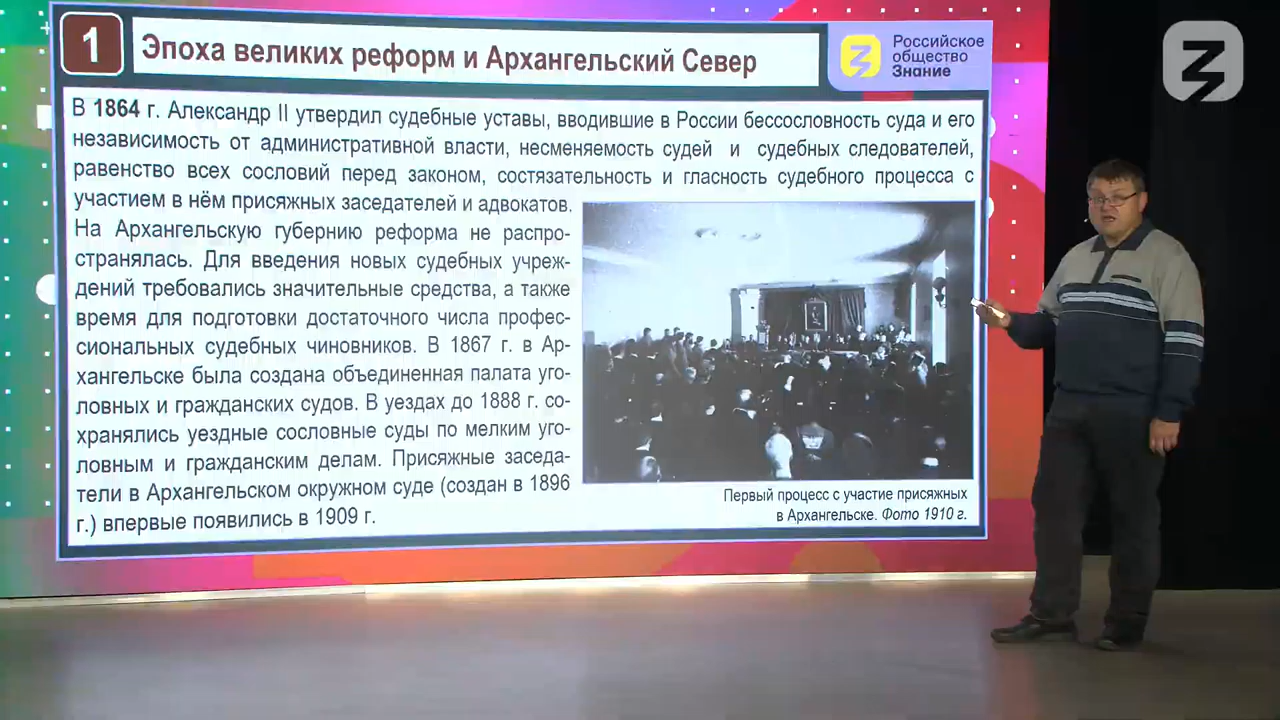 1
Эпоха великих реформ и Архангельский Север
Российское
общество
Знание
В 1864 г. Александр II утвердил судебные уставы, вводившие в России бессословность суда и его
независимость от административной власти, несменяемость судей и судебных следователей,
равенство всех сословий перед законом, состязательность и гласность судебного процесса с
участием в нём присяжных заседателей и адвокатов.
На Архангельскую губернию реформа не распро-
странялась. Для введения новых судебных учреж-
дений требовались значительные средства, а также
время для подготовки достаточного числа профес-
сиональных судебных чиновников. В 1867 г. в Ар-
хангельске была создана объединенная палата уго-
ловных и гражданских судов. В уездах до 1888 г. со-
хранялись уездные сословные суды по мелким уго-
ловным и гражданским делам. Присяжные заседа-
тели в Архангельском окружном суде (создан в 1896
г.) впервые появились в 1909 г.
Первый процесс с участие присяжных
в Архангельске. Фото 1910 г.